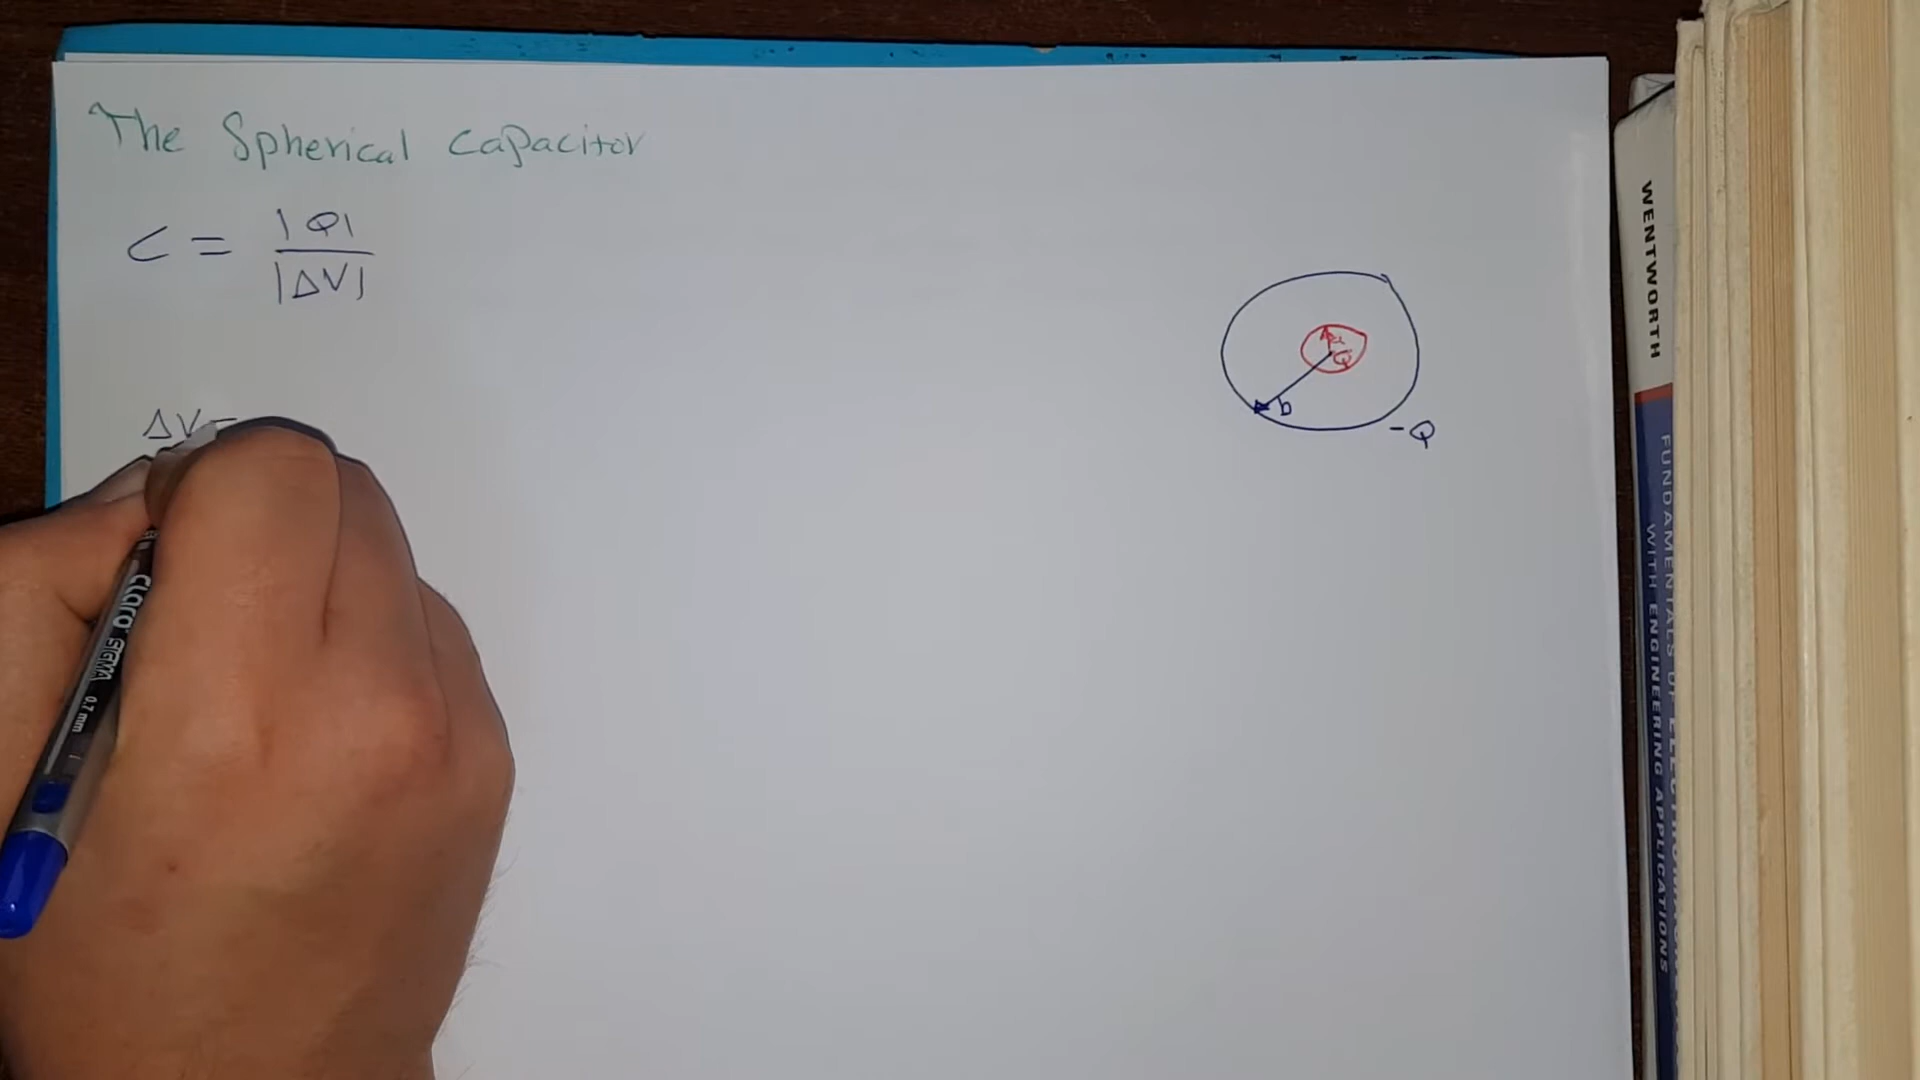 The Spherical Capacitor
C = |Q|
|ΔV|
a
Q
b
-Q
ΔV =
claro SIGMA 0.7 mm
WENTWORTH
FUNDAMENTALS OF
WITH ENGINEERING APPLICATIONS